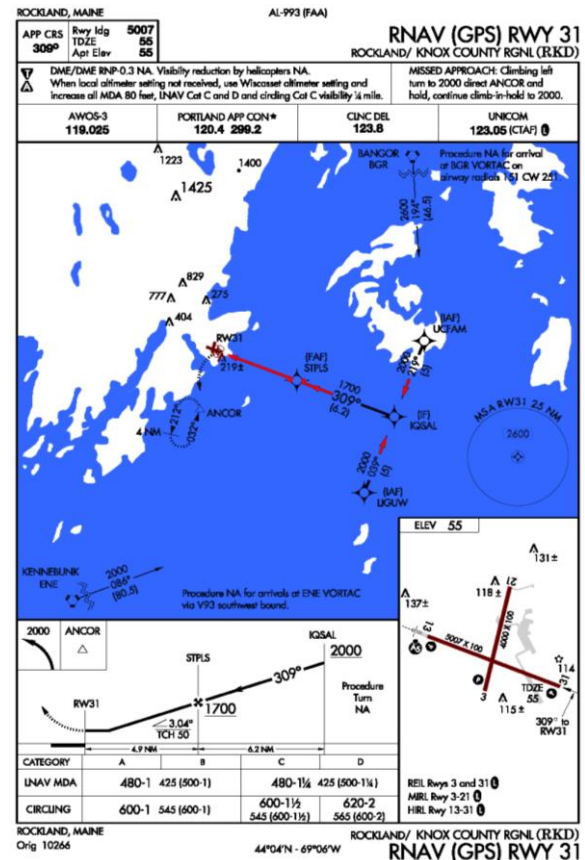 ROCKLAND, MAINE
AL-993 (FAA)
APP CRS
309°
Rwy ldg 5007
TDZE 55
Apt Elev 55
RNAV (GPS) RWY 31
ROCKLAND/ KNOX COUNTY RGNL (RKD)
T
A
DME/DME RNP-0.3 NA. Visibility reduction by helicopters NA.
When local altimeter setting not received, use Wiscasset altimeter setting and
increase all MDA 80 feet, LNAV Cat C and D and circling Cat C visibility ¼ mile.
MISSED APPROACH: Climbing left
turn to 2000 direct ANCOR and
hold, continue climb-in-hold to 2000.
AWOS-3
119.025
PORTLAND APP CON★
120.4 299.2
CLNC DEL
123.8
UNICOM
123.05 (CTAF) L
1223
1400
1425
BANGOR
BGR
Procedure NA for arrival
at BGR VORTAC on
airway radials 151 CW 251
2600
194°
(46.5)
829
777
275
404
RW31
219±
(IAF)
UCFAM
2000
219°
(5)
(FAF)
STPLS
1700
309°
(6.2)
(IF)
IQSAL
ANCOR
212°
032°
4 NM
MSA RW31 25 NM
2600
2000
039°
(5)
(IAF)
LIGUW
KENNEBUNK
ENE
2000
086°
(80.5)
Procedure NA for arrivals at ENE VORTAC
via V93 southwest bound.
ELEV 55
131±
118±
137±
21
13
5007 X 100
4000 X 100
114
TDZE
55
31
3
115±
309° to
RW31
REIL Rwys 3 and 31 L
MIRL Rwy 3-21 L
HIRL Rwy 13-31 L
2000
ANCOR
IQSAL
2000
STPLS
309°
1700
Procedure
Turn
NA
RW31
3.04°
TCH 50
4.9 NM
6.2 NM
CATEGORY A B C D
LNAV MDA 480-1 425 (500-1) 480-1¼ 425 (500-1¼)
CIRCLING 600-1 545 (600-1) 600-1½ 545 (600-1½) 620-2 565 (600-2)
ROCKLAND, MAINE
Orig 10266
44°04'N - 69°06'W
ROCKLAND/ KNOX COUNTY RGNL (RKD)
RNAV (GPS) RWY 31